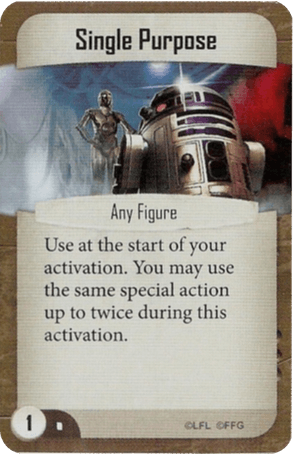 Single Purpose
Any Figure
Use at the start of your
activation. You may use
the same special action
up to twice during this
activation.
1
©LFL ©FFG